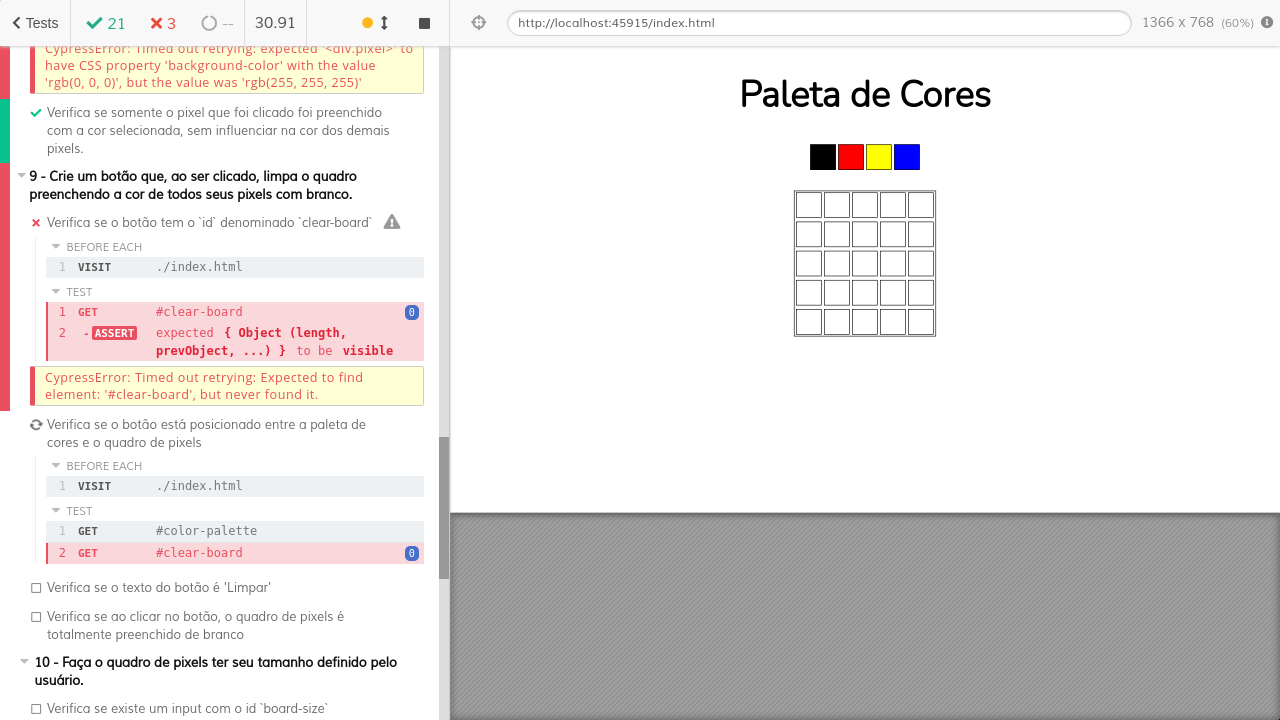 Tests 21 3 -- 30.91 http://localhost:45915/index.html 1366 x 768 (60%)
CypressError: Timed out retrying: expected '<div.pixel>' to
have CSS property 'background-color' with the value
'rgb(0, 0, 0)', but the value was 'rgb(255, 255, 255)'
Verifica se somente o pixel que foi clicado foi preenchido
com a cor selecionada, sem influenciar na cor dos demais
pixels.
9 - Crie um botão que, ao ser clicado, limpa o quadro
preenchendo a cor de todos seus pixels com branco.
Verifica se o botão tem o `id` denominado `clear-board`
BEFORE EACH
1 VISIT ./index.html
TEST
1 GET #clear-board 0
2 -ASSERT expected { Object (length,
prevObject, ...) } to be visible
CypressError: Timed out retrying: Expected to find
element: '#clear-board', but never found it.
Verifica se o botão está posicionado entre a paleta de
cores e o quadro de pixels
BEFORE EACH
1 VISIT ./index.html
TEST
1 GET #color-palette
2 GET #clear-board 0
Verifica se o texto do botão é 'Limpar'
Verifica se ao clicar no botão, o quadro de pixels é
totalmente preenchido de branco
10 - Faça o quadro de pixels ter seu tamanho definido pelo
usuário.
Verifica se existe um input com o id `board-size`
Paleta de Cores